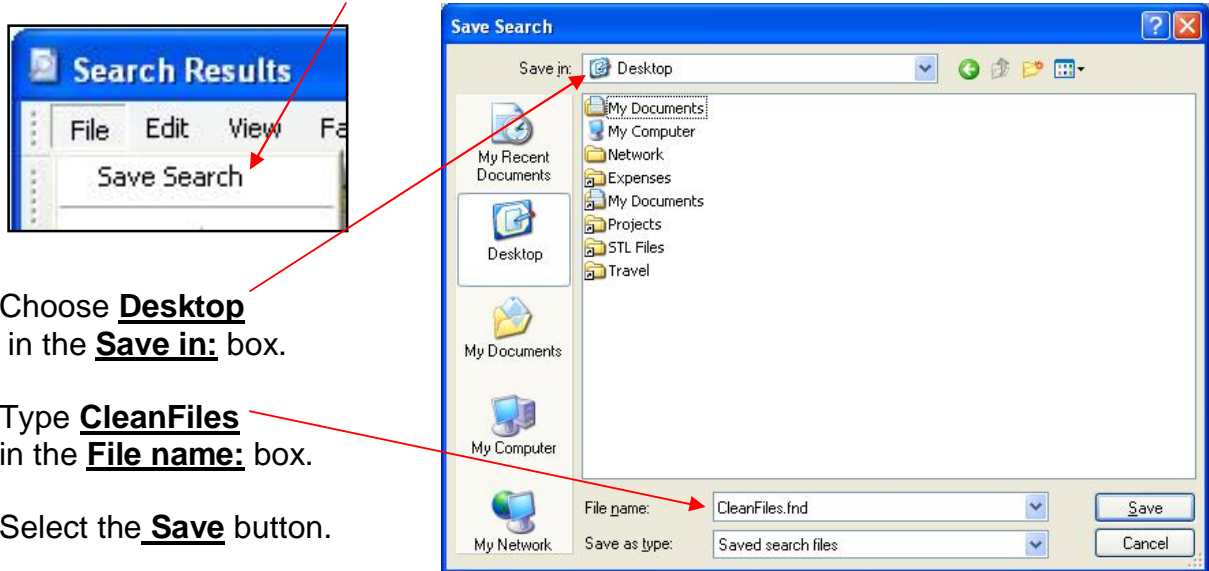 Search Results
File Edit View Fa
Save Search
Choose Desktop
in the Save in: box.
Type CleanFiles
in the File name: box.
Select the Save button.
Save Search
Save in: Desktop
My Documents
My Computer
Network
Expenses
My Documents
Projects
STL Files
Travel
My Recent
Documents
Desktop
My Documents
My Computer
My Network
File name: CleanFiles.fnd Save
Save as type: Saved search files Cancel